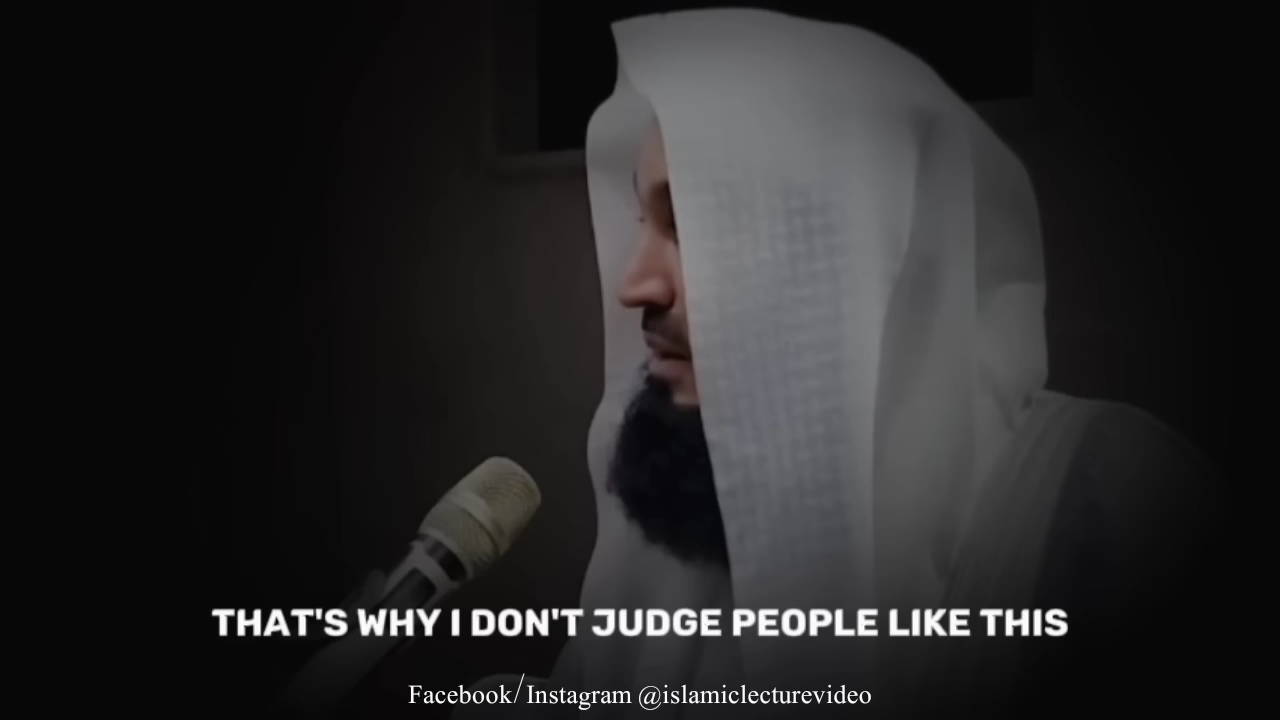 THAT'S WHY I DON'T JUDGE PEOPLE LIKE THIS
Facebook/Instagram @islamiclecturevideo